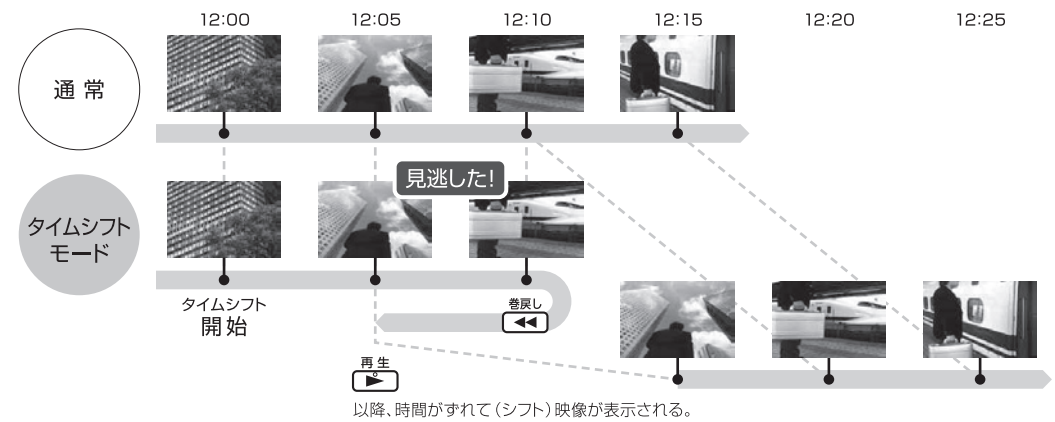 12:00 12:05 12:10 12:15 12:20 12:25
通常
見逃した!
タイムシフト
モード
タイムシフト
開始
巻戻し
再生
以降、時間がずれて(シフト)映像が表示される。